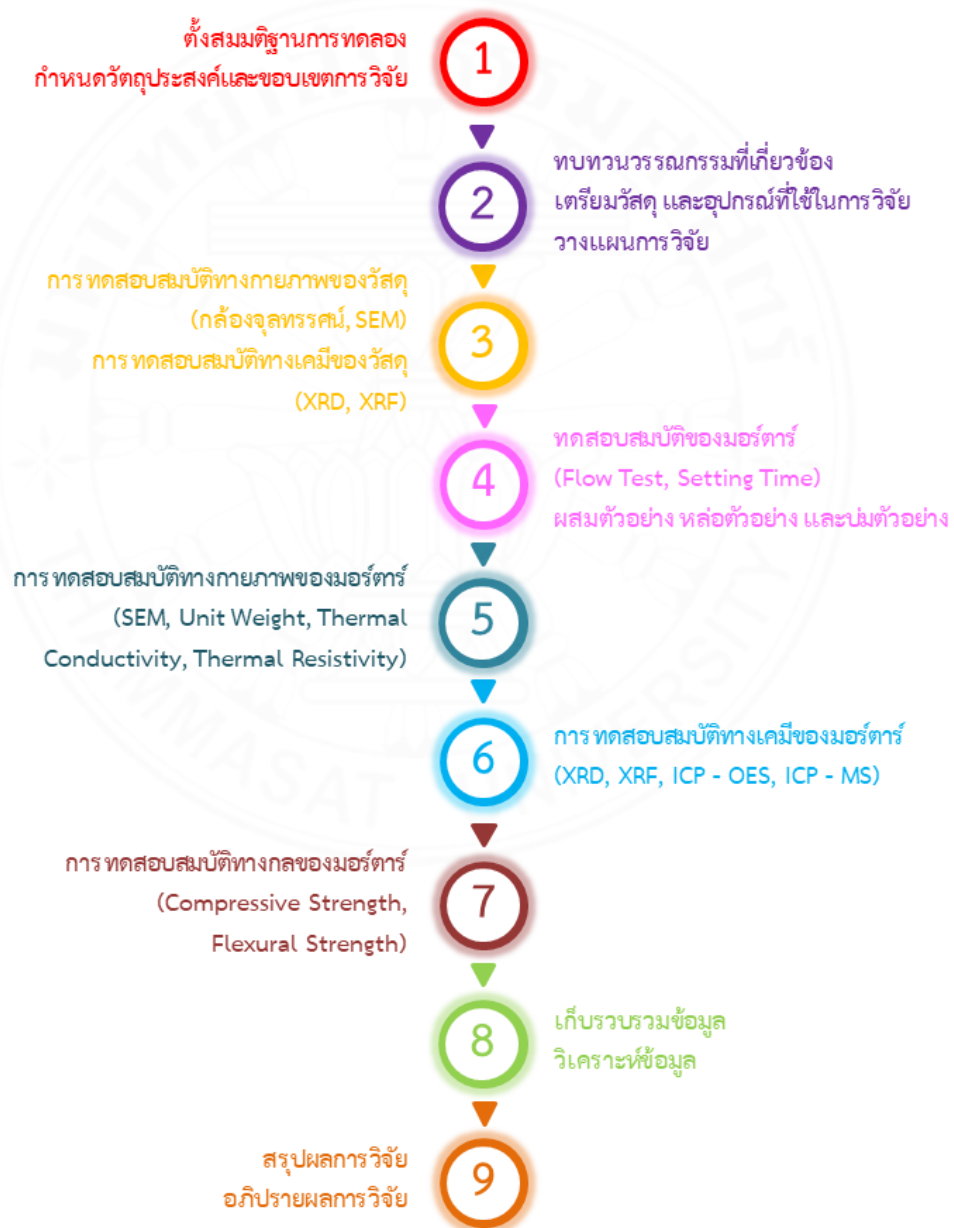 ตั้งสมมติฐานการทดลอง
กำหนดวัตถุประสงค์และขอบเขตการวิจัย
1
2
ทบทวนวรรณกรรมที่เกี่ยวข้อง
เตรียมวัสดุ และอุปกรณ์ที่ใช้ในการวิจัย
วางแผนการวิจัย
การทดสอบสมบัติทางกายภาพของวัสดุ
(กล้องจุลทรรศน์, SEM)
การทดสอบสมบัติทางเคมีของวัสดุ
(XRD, XRF)
3
4
ทดสอบสมบัติของมอร์ตาร์
(Flow Test, Setting Time)
ผสมตัวอย่าง หล่อตัวอย่าง และบ่มตัวอย่าง
การทดสอบสมบัติทางกายภาพของมอร์ตาร์
(SEM, Unit Weight, Thermal
Conductivity, Thermal Resistivity)
5
6
การทดสอบสมบัติทางเคมีของมอร์ตาร์
(XRD, XRF, ICP - OES, ICP - MS)
การทดสอบสมบัติทางกลของมอร์ตาร์
(Compressive Strength,
Flexural Strength)
7
8
เก็บรวบรวมข้อมูล
วิเคราะห์ข้อมูล
สรุปผลการวิจัย
อภิปรายผลการวิจัย
9
มหาวิทยาลัยธรรมศาสตร์
THAMMASAT UNIVERSITY